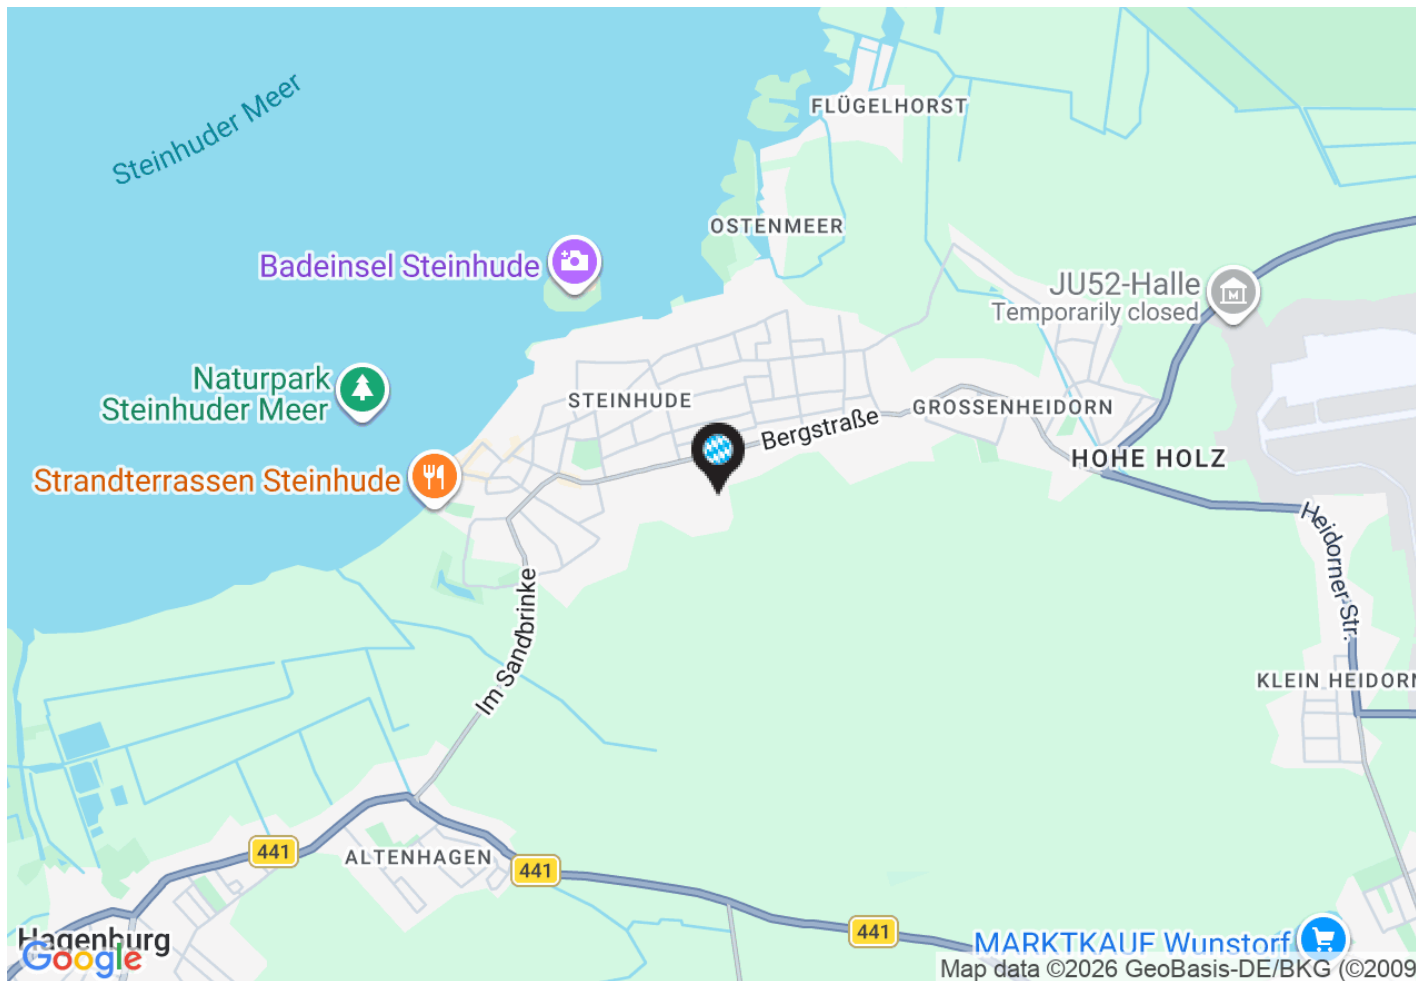 Steinhuder Meer
FLÜGELHORST
OSTENMEER
Badeinsel Steinhude
JU52-Halle
Temporarily closed
Naturpark
Steinhuder Meer
STEINHUDE
GROSSENHEIDORN
Bergstraße
HOHE HOLZ
Strandterrassen Steinhude
Heidorner Str.
Im Sandbrinke
KLEIN HEIDORN
441
ALTENHAGEN
441
441
Hagenburg
MARKTKAUF Wunstorf
Google
Map data ©2026 GeoBasis-DE/BKG (©2009